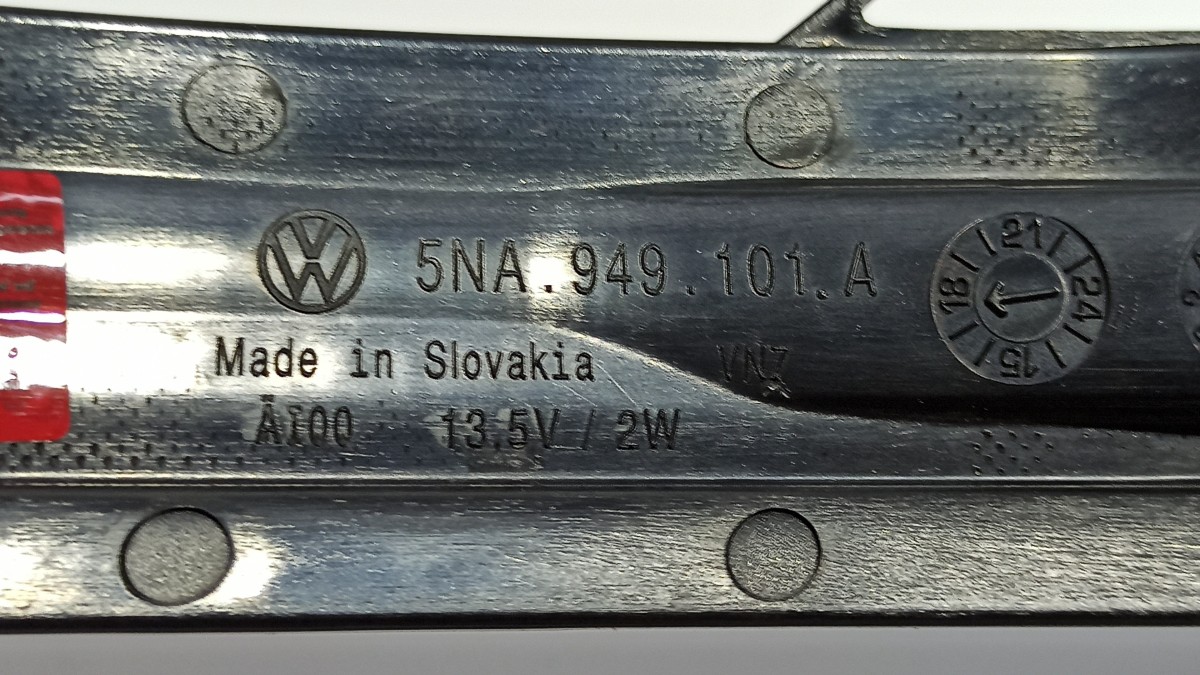 5NA.949.101.A
Made in Slovakia VN7
ÄI00 13.5V / 2W
21
18 24
15